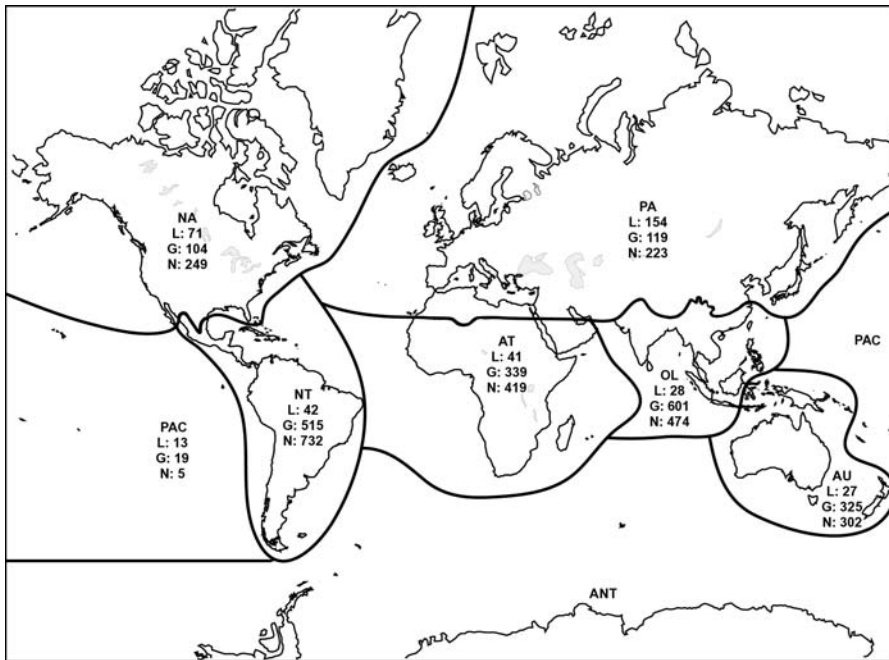 NA
L: 71
G: 104
N: 249
PA
L: 154
G: 119
N: 223
PAC
AT
L: 41
G: 339
N: 419
OL
L: 28
G: 601
N: 474
NT
L: 42
G: 515
N: 732
PAC
L: 13
G: 19
N: 5
AU
L: 27
G: 325
N: 302
ANT